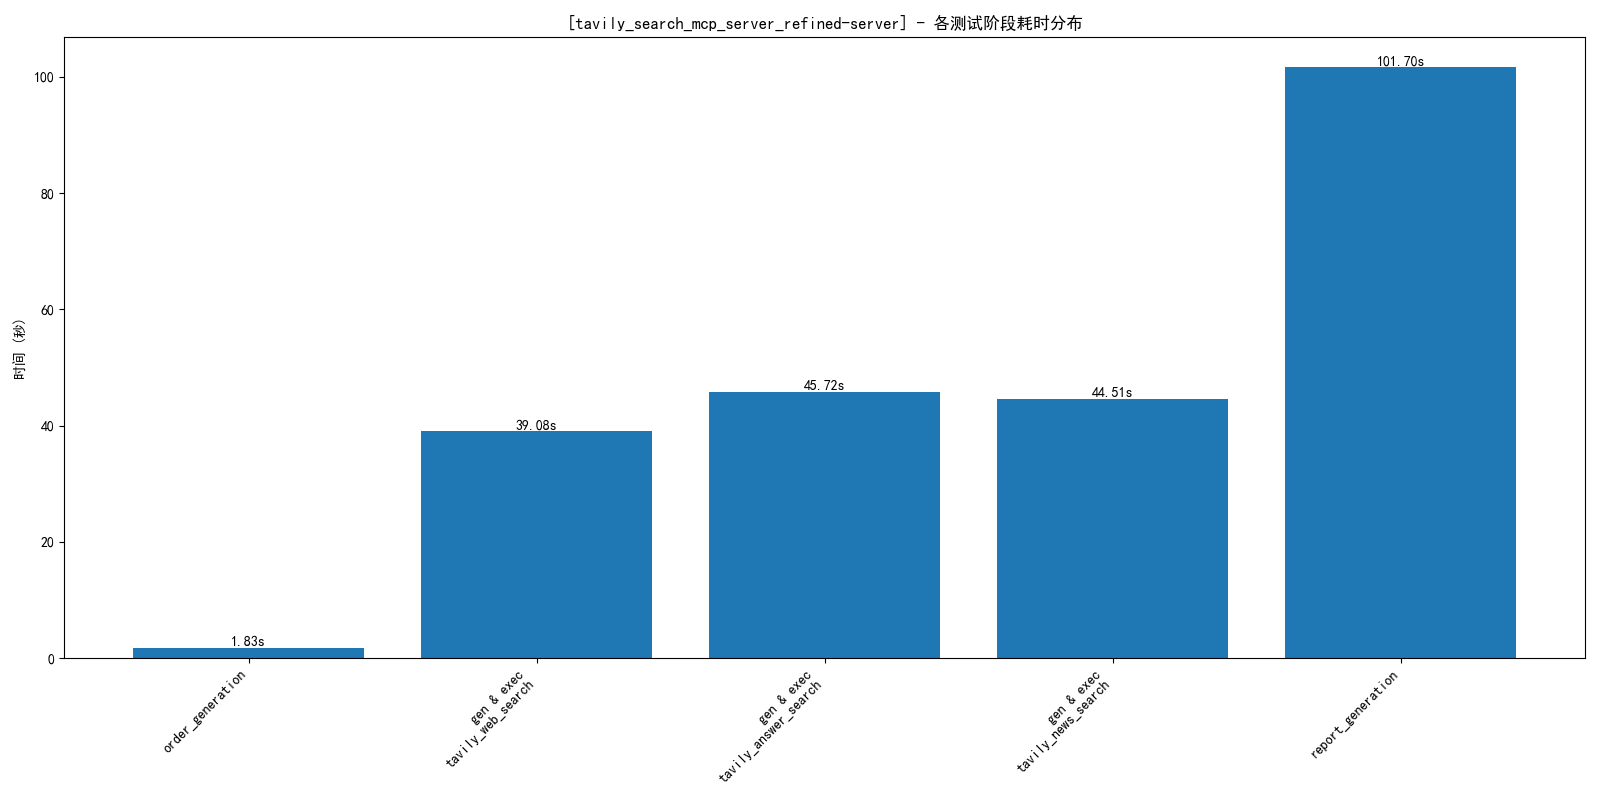 [tavily_search_mcp_server_refined-server] - 各测试阶段耗时分布
时间 (秒)
100
80
60
40
20
0
1.83s
39.08s
45.72s
44.51s
101.70s
order_generation
gen & exec
tavily_web_search
gen & exec
tavily_answer_search
gen & exec
tavily_news_search
report_generation